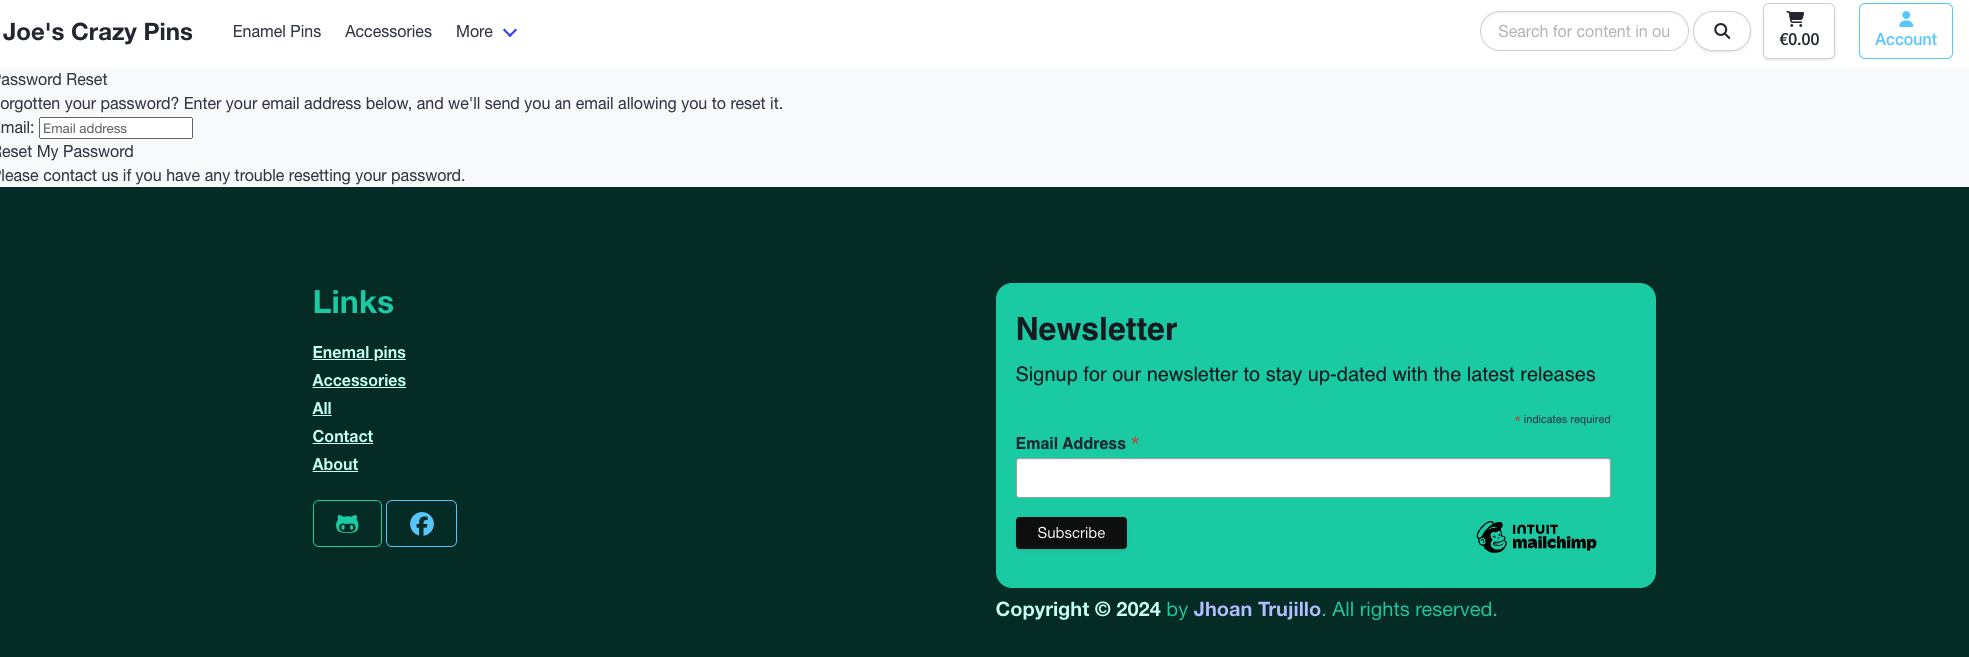 Joe's Crazy Pins
Enamel Pins Accessories More
Search for content in ou
€0.00
Account
assword Reset
orgotten your password? Enter your email address below, and we'll send you an email allowing you to reset it.
mail: Email address
eset My Password
lease contact us if you have any trouble resetting your password.
Links
Enemal pins
Accessories
All
Contact
About
Newsletter
Signup for our newsletter to stay up-dated with the latest releases
* indicates required
Email Address *
Subscribe
INTUIT
mailchimp
Copyright © 2024 by Jhoan Trujillo. All rights reserved.